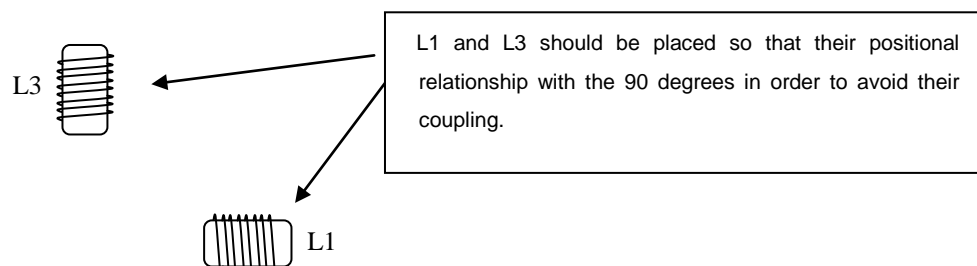 L1 and L3 should be placed so that their positional
relationship with the 90 degrees in order to avoid their
coupling.
L3
L1